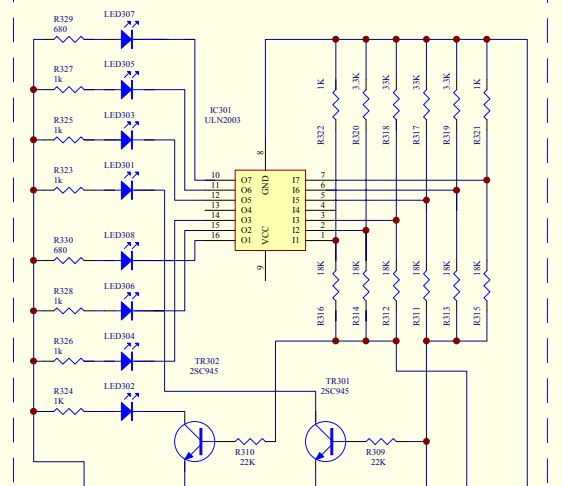 R329
680
LED307
R327
1k
LED305
R325
1k
LED303
R323
1k
LED301
R330
680
LED308
R328
1k
LED306
R326
1k
LED304
R324
1K
LED302
IC301
ULN2003
8
GND
VCC
9
10
11
12
13
14
15
16
O7
O6
O5
O4
O3
O2
O1
I7
I6
I5
I4
I3
I2
I1
7
6
5
4
3
2
1
1K
3.3K
33K
33K
3.3K
1K
R322
R320
R318
R317
R319
R321
18K
18K
18K
18K
18K
18K
R316
R314
R312
R311
R313
R315
TR302
2SC945
TR301
2SC945
R310
22K
R309
22K